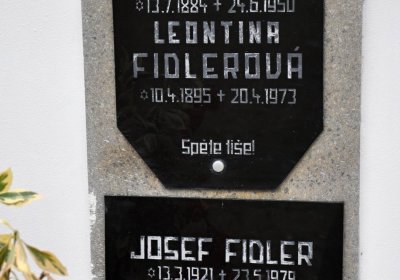 ✡13.7.1884 + 24.6.1950
LEONTINA
FIDLEROVÁ
✡10.4.1895 + 20.4.1973
Spěte tiše!
JOSEF FIDLER
✡13.3.1921 + 23.5.1979